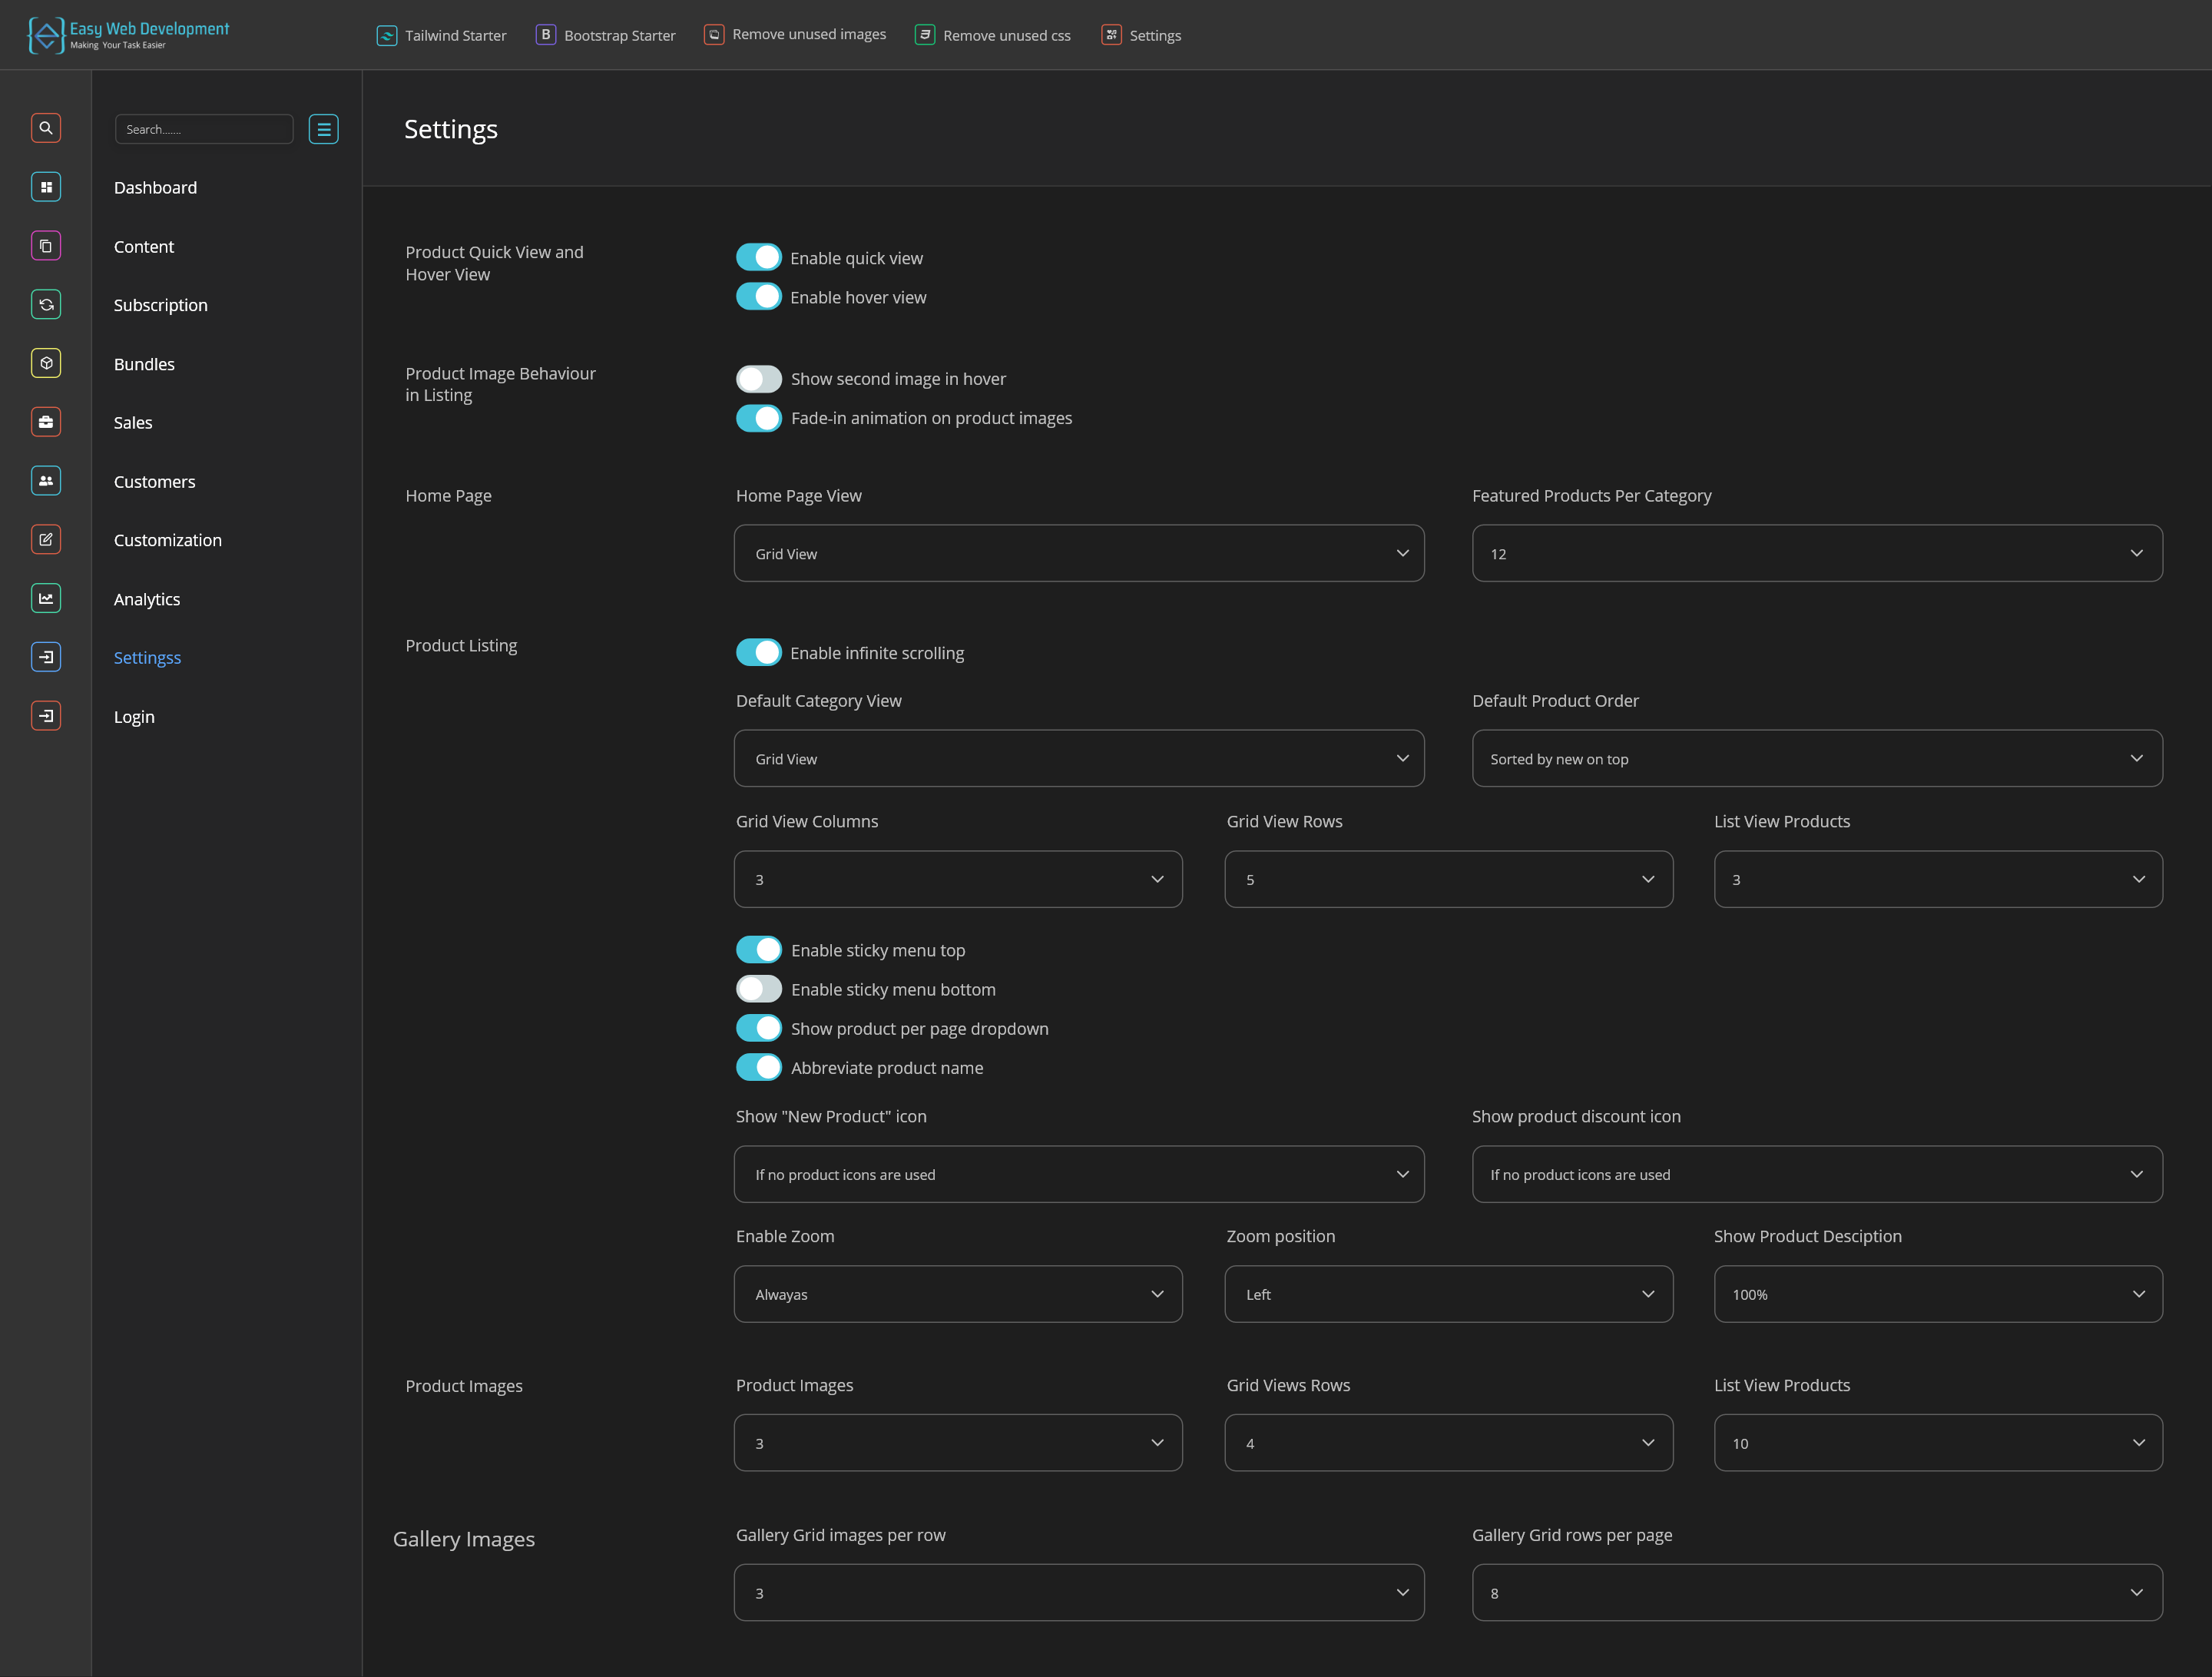 Easy Web Development
Making Your Task Easier
Tailwind Starter
B Bootstrap Starter
Remove unused images
Remove unused css
Settings
Search.......
Dashboard
Content
Subscription
Bundles
Sales
Customers
Customization
Analytics
Settingss
Login
Settings
Product Quick View and
Hover View
Enable quick view
Enable hover view
Product Image Behaviour
in Listing
Show second image in hover
Fade-in animation on product images
Home Page
Home Page View
Featured Products Per Category
Grid View
12
Product Listing
Enable infinite scrolling
Default Category View
Default Product Order
Grid View
Sorted by new on top
Grid View Columns
Grid View Rows
List View Products
3
5
3
Enable sticky menu top
Enable sticky menu bottom
Show product per page dropdown
Abbreviate product name
Show "New Product" icon
Show product discount icon
If no product icons are used
If no product icons are used
Enable Zoom
Zoom position
Show Product Desciption
Alwayas
Left
100%
Product Images
Product Images
Grid Views Rows
List View Products
3
4
10
Gallery Images
Gallery Grid images per row
Gallery Grid rows per page
3
8